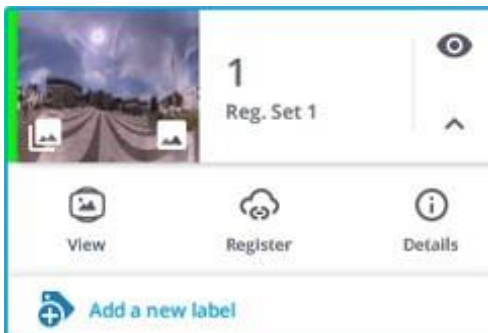 1
Reg. Set 1
View
Register
Details
Add a new label